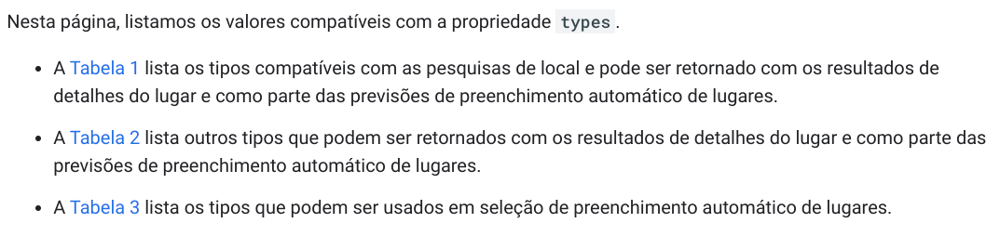 Nesta página, listamos os valores compatíveis com a propriedade types.
• A Tabela 1 lista os tipos compatíveis com as pesquisas de local e pode ser retornado com os resultados de
detalhes do lugar e como parte das previsões de preenchimento automático de lugares.
• A Tabela 2 lista outros tipos que podem ser retornados com os resultados de detalhes do lugar e como parte das
previsões de preenchimento automático de lugares.
• A Tabela 3 lista os tipos que podem ser usados em seleção de preenchimento automático de lugares.